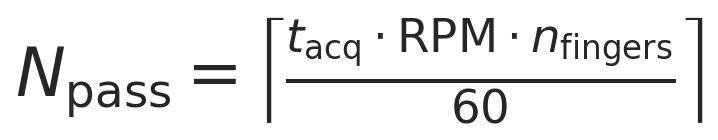 N_pass = ⌈ (t_acq · RPM · n_fingers) / 60 ⌉